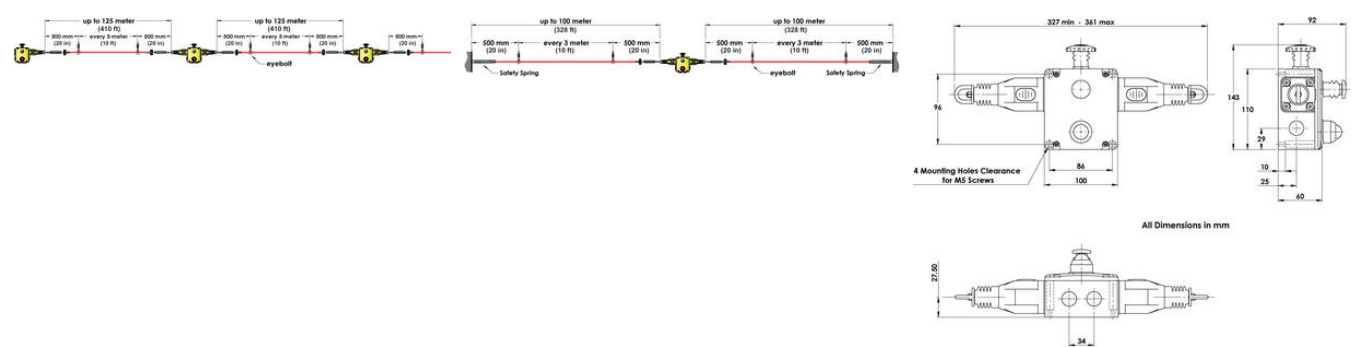 up to 125 meter
(410 ft)
up to 125 meter
(410 ft)
500 mm
(20 in)
every 3 meter
(10 ft)
500 mm
(20 in)
500 mm
(20 in)
every 3 meter
(10 ft)
500 mm
(20 in)
500 mm
(20 in)
eyebolt
up to 100 meter
(328 ft)
up to 100 meter
(328 ft)
500 mm
(20 in)
every 3 meter
(10 ft)
500 mm
(20 in)
500 mm
(20 in)
every 3 meter
(10 ft)
500 mm
(20 in)
Safety Spring
eyebolt
Safety Spring
327 min - 361 max
96
86
100
4 Mounting Holes Clearance
for M5 Screws
92
143
110
29
10
25
60
All Dimensions in mm
27.50
34